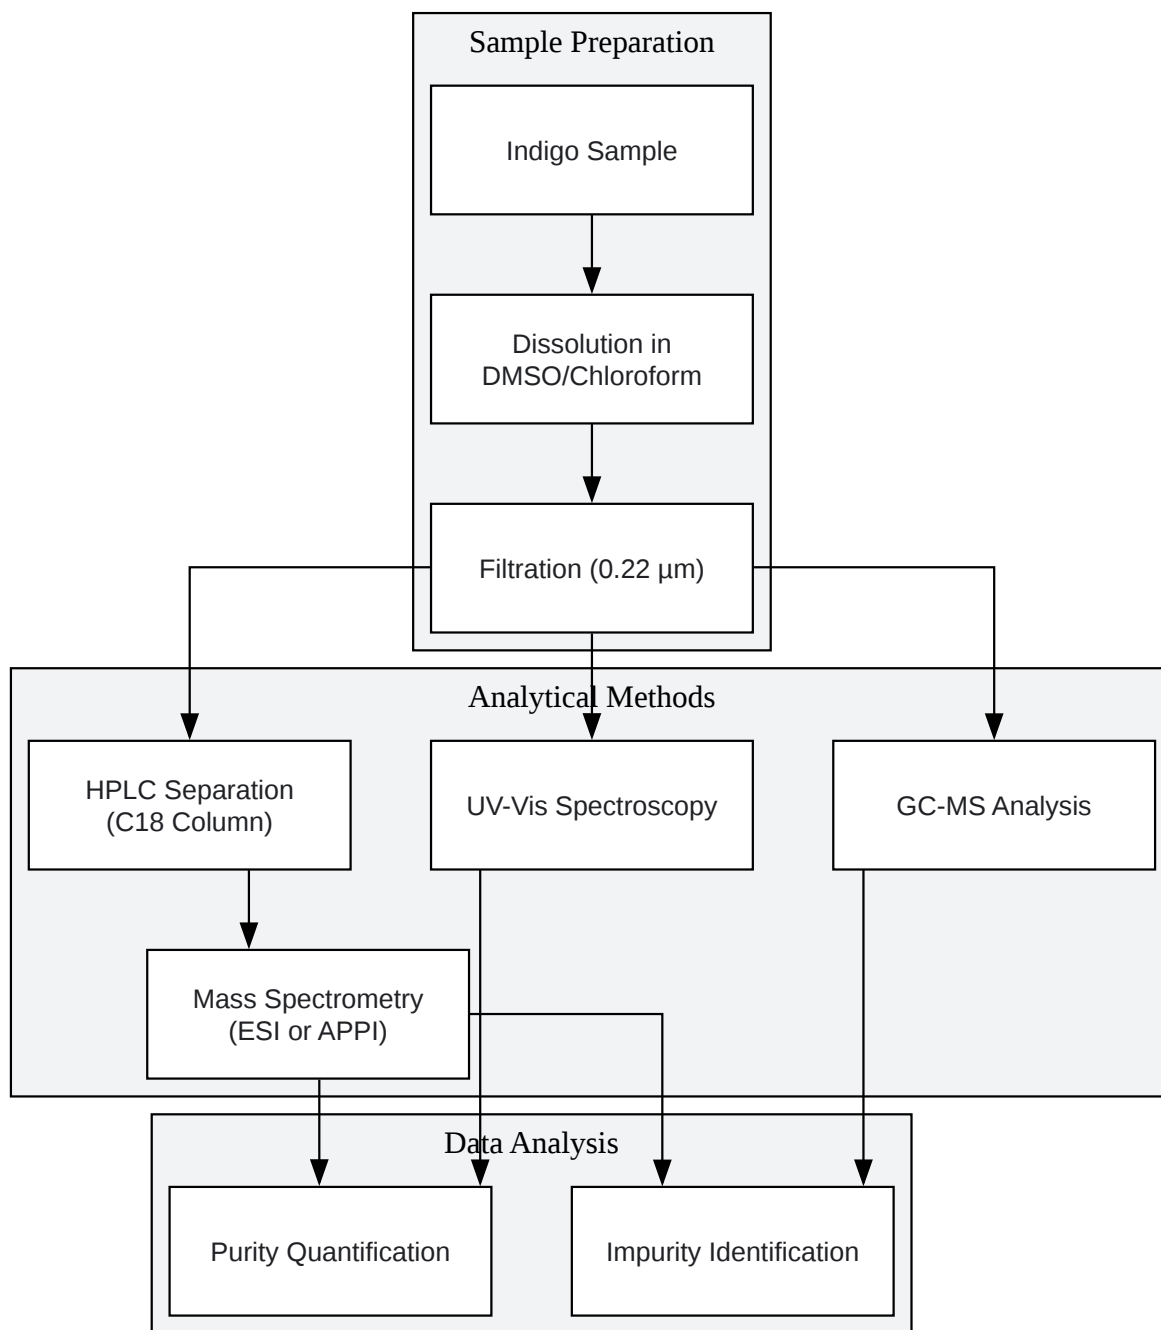 Sample Preparation
Indigo Sample
Dissolution in
DMSO/Chloroform
Filtration (0.22 µm)
Analytical Methods
HPLC Separation
(C18 Column)
UV-Vis Spectroscopy
GC-MS Analysis
Mass Spectrometry
(ESI or APPI)
Data Analysis
Purity Quantification
Impurity Identification